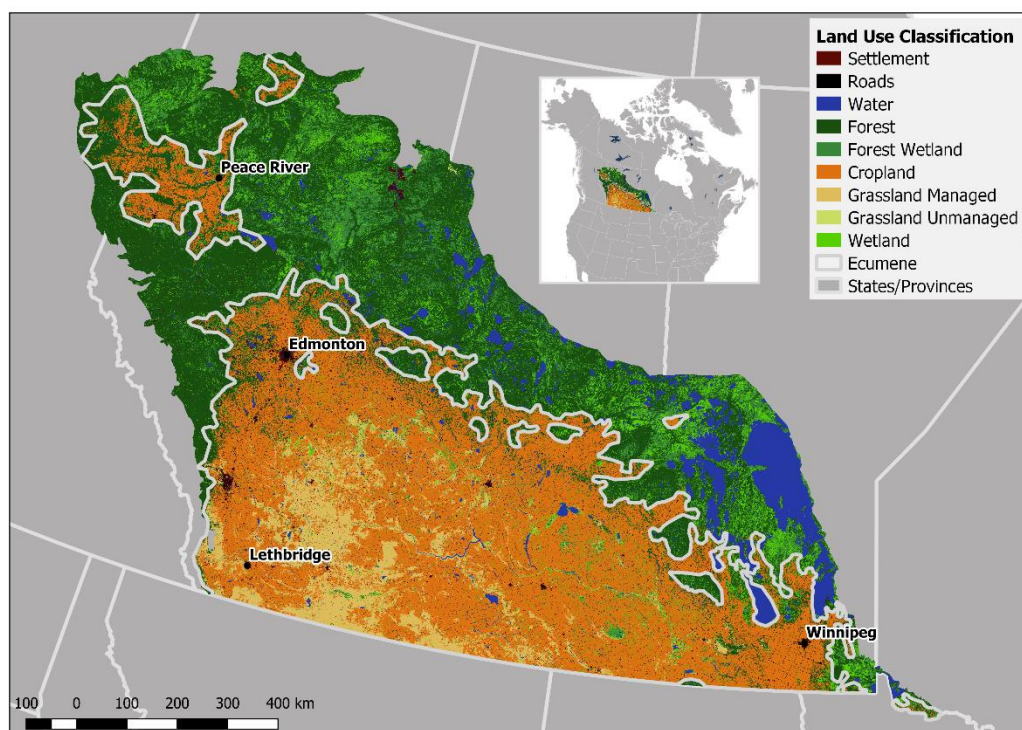 Land Use Classification
Settlement
Roads
Water
Forest
Forest Wetland
Cropland
Grassland Managed
Grassland Unmanaged
Wetland
Ecumene
States/Provinces
Peace River
Edmonton
Lethbridge
Winnipeg
100 0 100 200 300 400 km